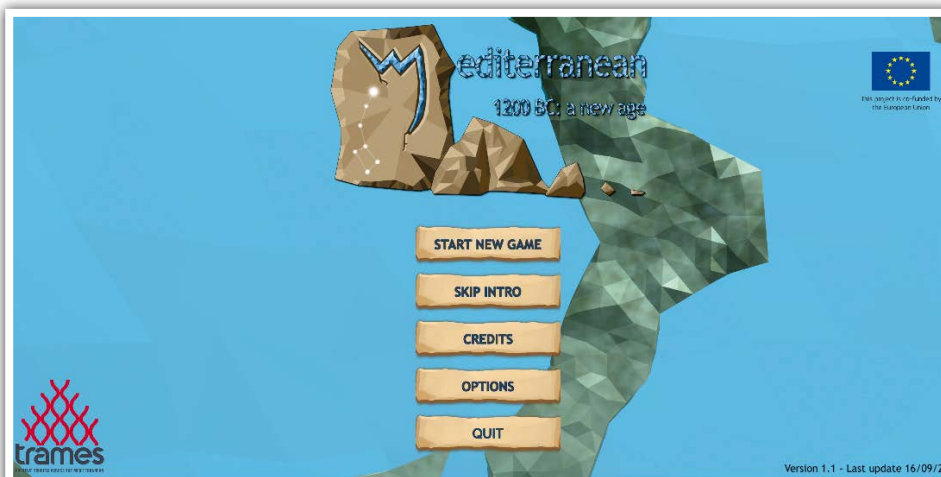 Mediterranean
1200 BC: a new age
This project is co-funded by
the European Union
START NEW GAME
SKIP INTRO
CREDITS
OPTIONS
QUIT
trames
Version 1.1 - Last update 16/09/2